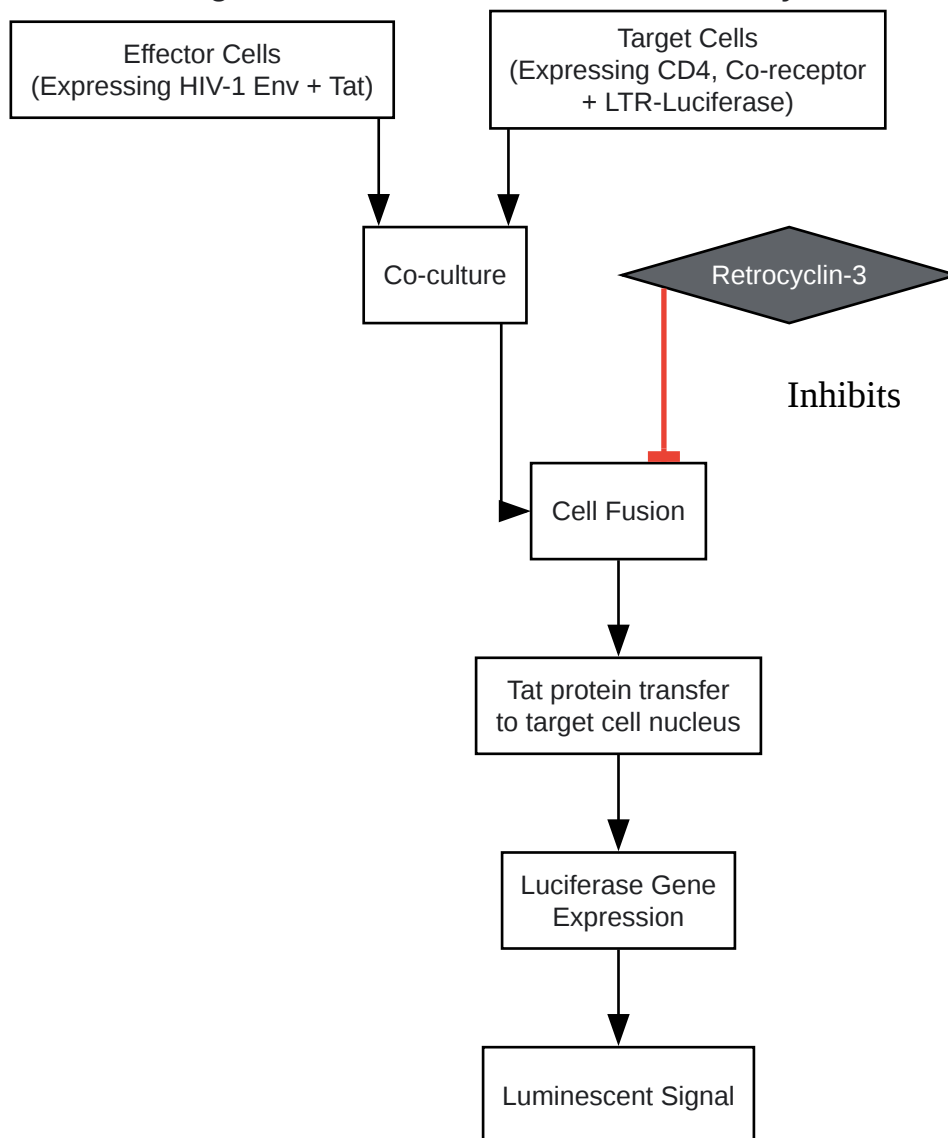 Effector Cells
(Expressing HIV-1 Env + Tat)
Target Cells
(Expressing CD4, Co-receptor
+ LTR-Luciferase)
Co-culture
Retrocyclin-3
Inhibits
Cell Fusion
Tat protein transfer
to target cell nucleus
Luciferase Gene
Expression
Luminescent Signal